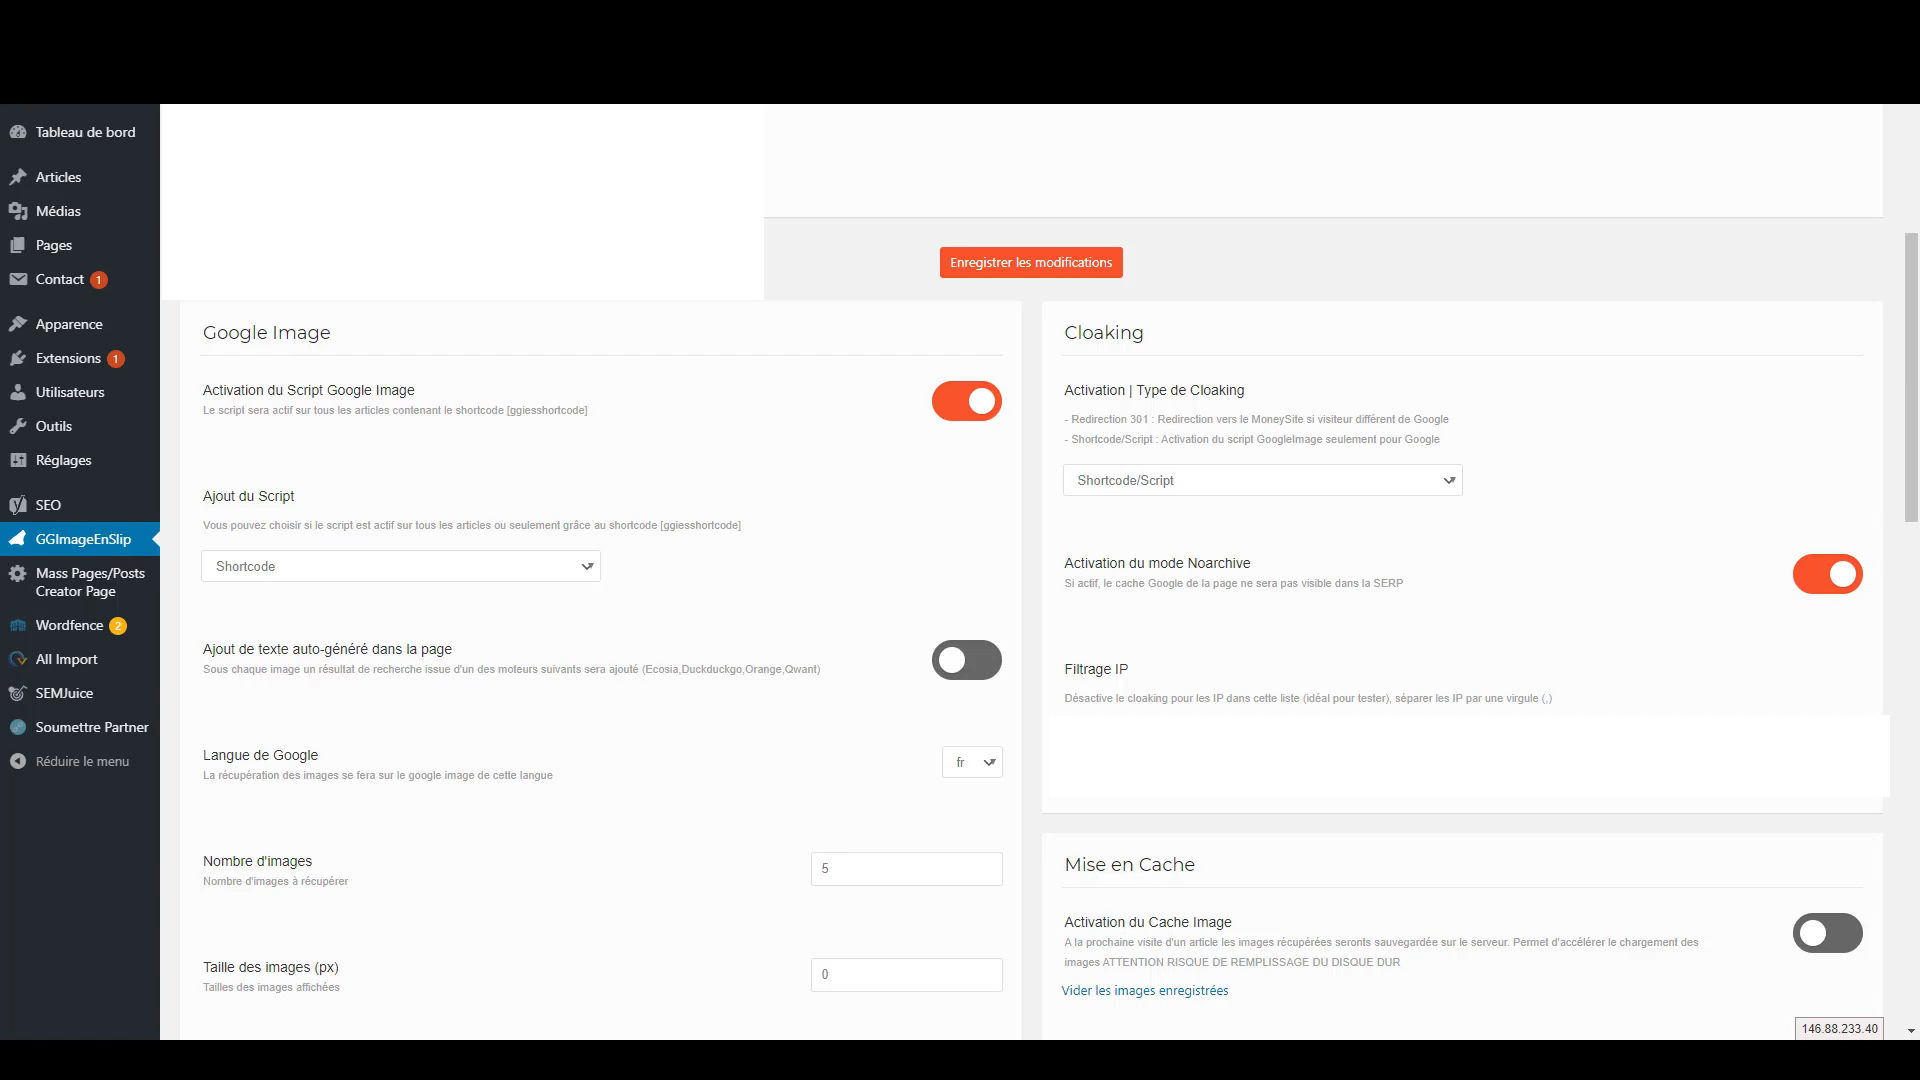 Tableau de bord
Articles
Médias
Pages
Contact 1
Apparence
Extensions 1
Utilisateurs
Outils
Réglages
SEO
GGImageEnSlip
Mass Pages/Posts
Creator Page
Wordfence 2
All Import
SEMJuice
Soumettre Partner
Réduire le menu
Enregistrer les modifications
Google Image
Activation du Script Google Image
Le script sera actif sur tous les articles contenant le shortcode [ggiesshortcode]
Ajout du Script
Vous pouvez choisir si le script est actif sur tous les articles ou seulement grâce au shortcode [ggiesshortcode]
Shortcode
Ajout de texte auto-généré dans la page
Sous chaque image un résultat de recherche issue d'un des moteurs suivants sera ajouté (Ecosia,Duckduckgo,Orange,Qwant)
Langue de Google
La récupération des images se fera sur le google image de cette langue
fr
Nombre d'images
Nombre d'images à récupérer
5
Taille des images (px)
Tailles des images affichées
0
Cloaking
Activation | Type de Cloaking
- Redirection 301 : Redirection vers le MoneySite si visiteur différent de Google
- Shortcode/Script : Activation du script GoogleImage seulement pour Google
Shortcode/Script
Activation du mode Noarchive
Si actif, le cache Google de la page ne sera pas visible dans la SERP
Filtrage IP
Désactive le cloaking pour les IP dans cette liste (idéal pour tester), séparer les IP par une virgule (,)
Mise en Cache
Activation du Cache Image
A la prochaine visite d'un article les images récupérées seronts sauvegardée sur le serveur. Permet d'accélérer le chargement des
images ATTENTION RISQUE DE REMPLISSAGE DU DISQUE DUR
Vider les images enregistrées
146.88.233.40